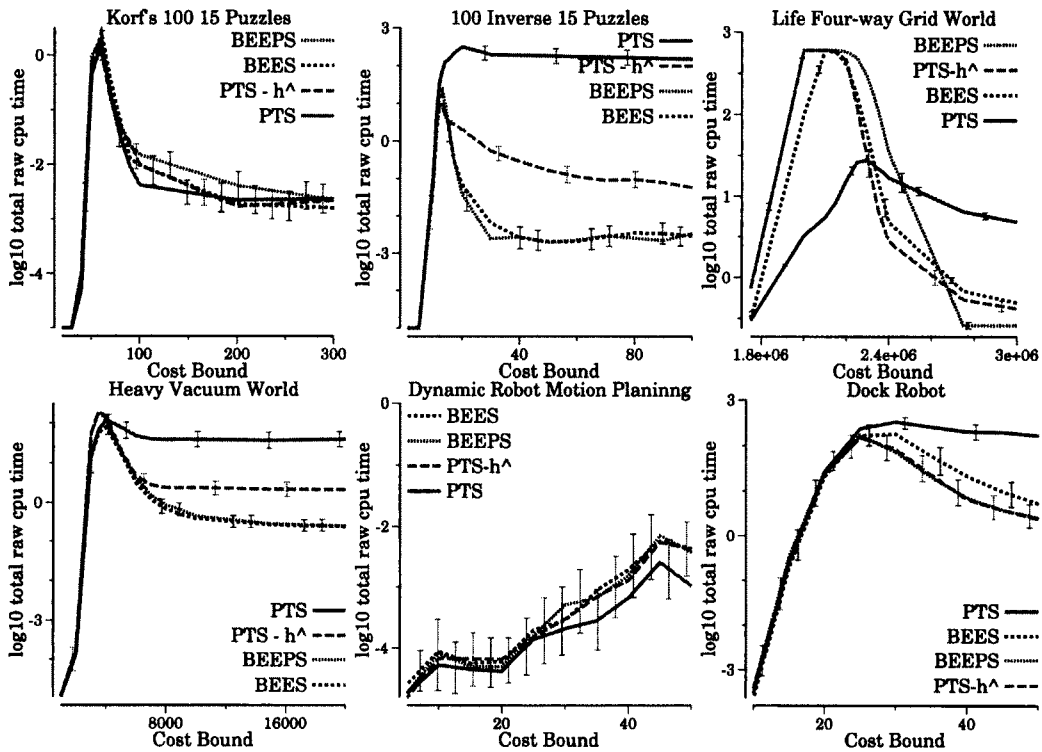 Korf's 100 15 Puzzles
log10 total raw cpu time
0
-2
-4
BEEPS
BEES
PTS - h^
PTS
100
200
300
Cost Bound
100 Inverse 15 Puzzles
log10 total raw cpu time
3
0
-3
PTS
PTS - h^
BEEPS
BEES
40
80
Cost Bound
Life Four-way Grid World
log10 total raw cpu time
3
2
1
0
BEEPS
PTS-h^
BEES
PTS
1.8e+06
2.4e+06
3e+06
Cost Bound
Heavy Vacuum World
log10 total raw cpu time
0
-3
PTS
PTS - h^
BEEPS
BEES
8000
16000
Cost Bound
Dynamic Robot Motion Planinng
log10 total raw cpu time
0
-2
-4
BEES
BEEPS
PTS-h^
PTS
20
40
Cost Bound
Dock Robot
log10 total raw cpu time
3
0
-3
PTS
BEES
BEEPS
PTS-h^
20
40
Cost Bound